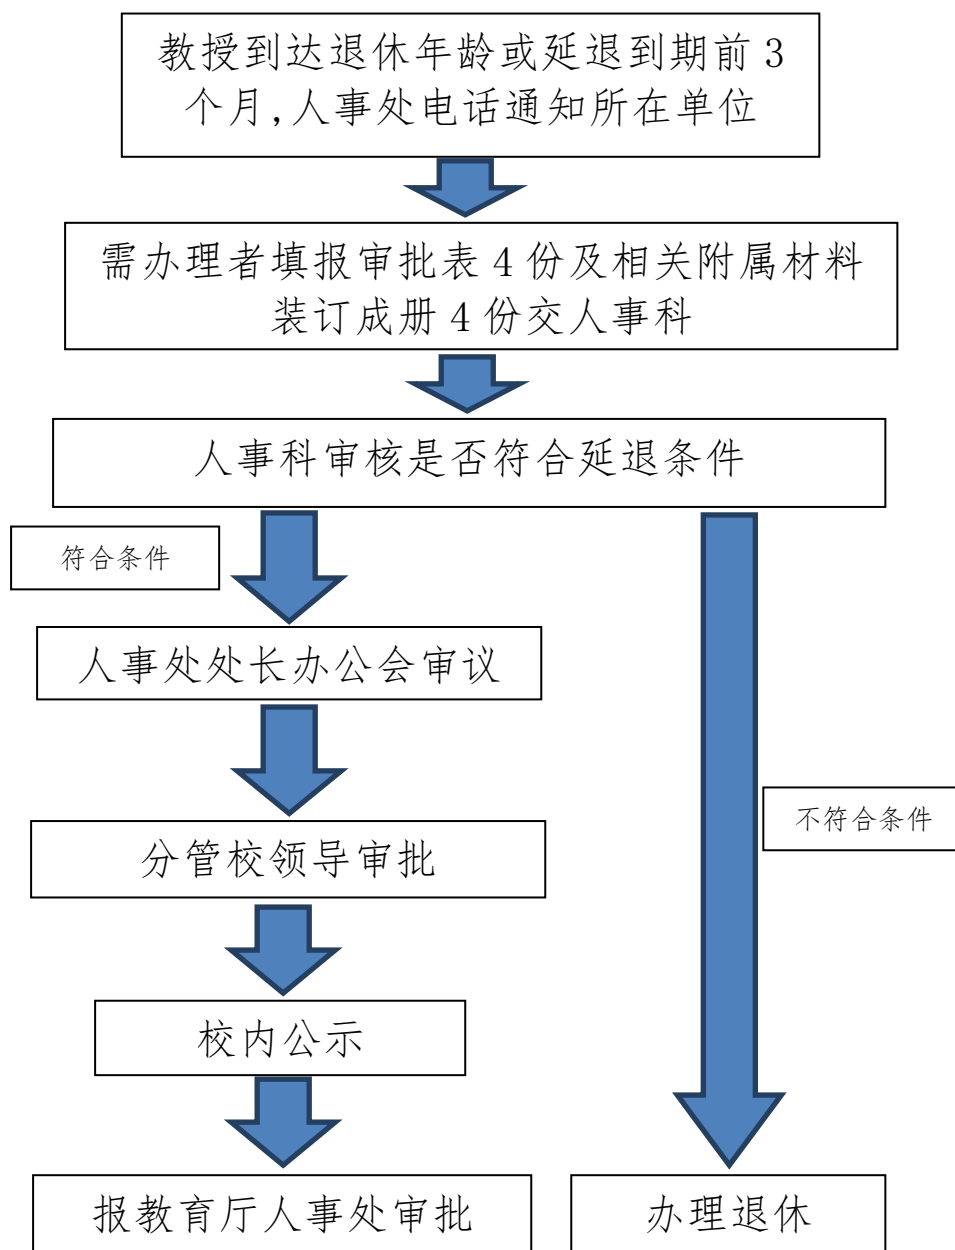 教授到达退休年龄或延退到期前 3
个月,人事处电话通知所在单位
需办理者填报审批表 4 份及相关附属材料
装订成册 4 份交人事科
人事科审核是否符合延退条件
符合条件
人事处处长办公会审议
不符合条件
分管校领导审批
校内公示
报教育厅人事处审批
办理退休